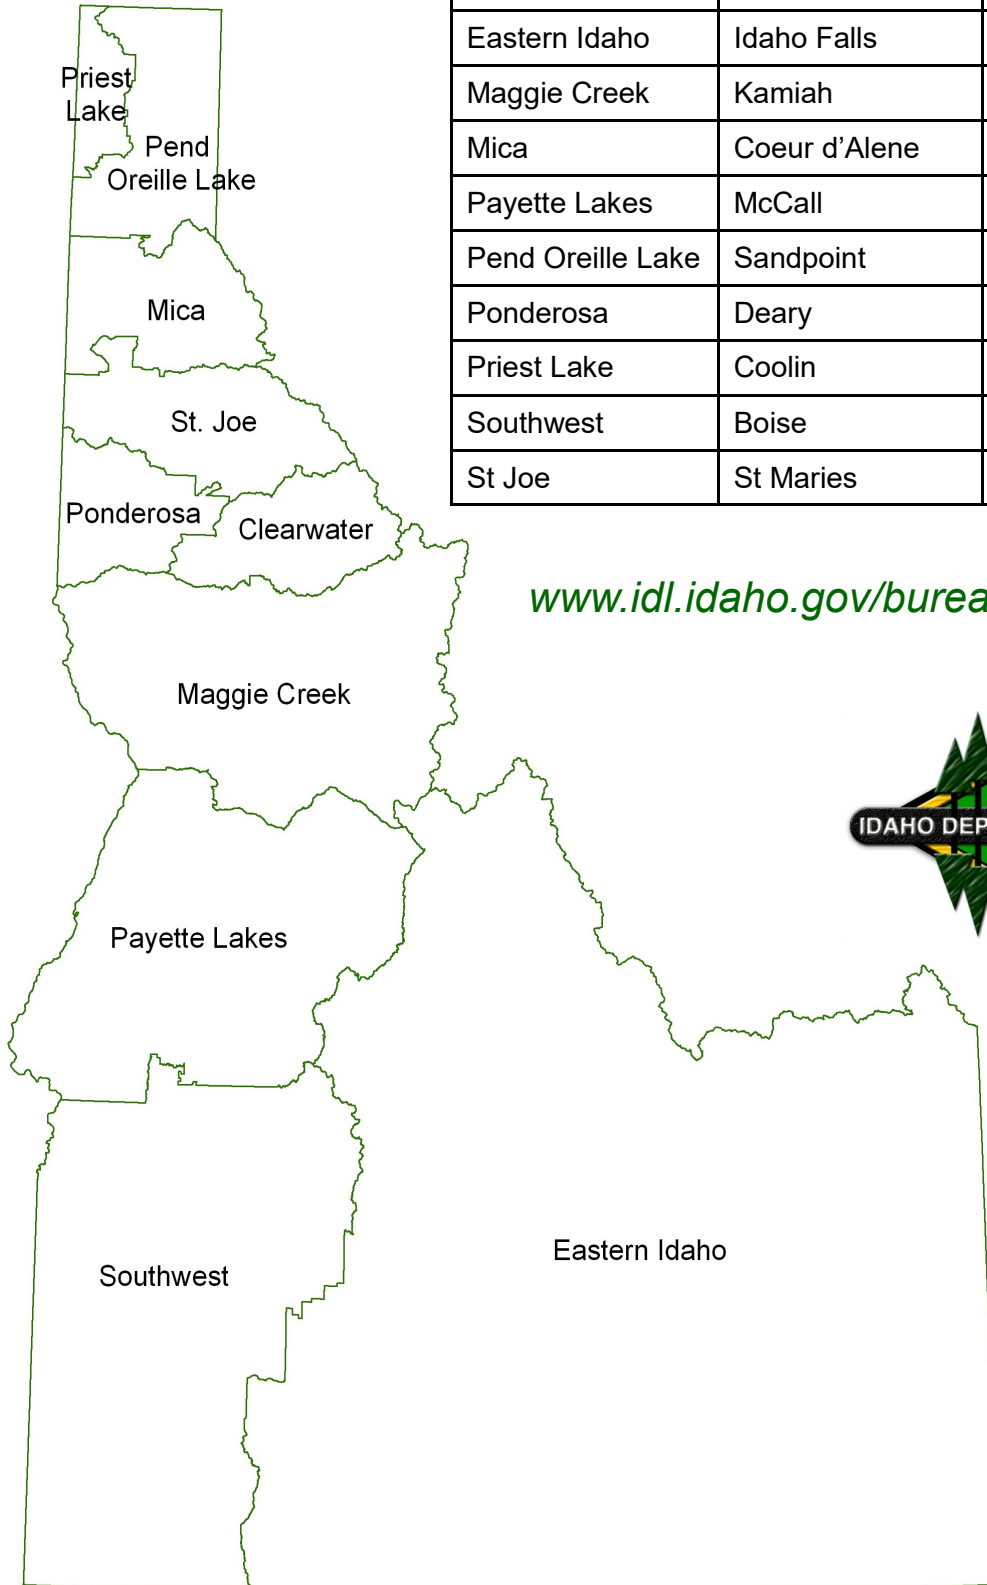 Eastern Idaho Idaho Falls
Maggie Creek Kamiah
Mica Coeur d’Alene
Payette Lakes McCall
Pend Oreille Lake Sandpoint
Ponderosa Deary
Priest Lake Coolin
Southwest Boise
St Joe St Maries
Priest
Lake
Pend
Oreille Lake
Mica
St. Joe
Ponderosa
Clearwater
www.idl.idaho.gov/burea
Maggie Creek
IDAHO DEP
Payette Lakes
Eastern Idaho
Southwest